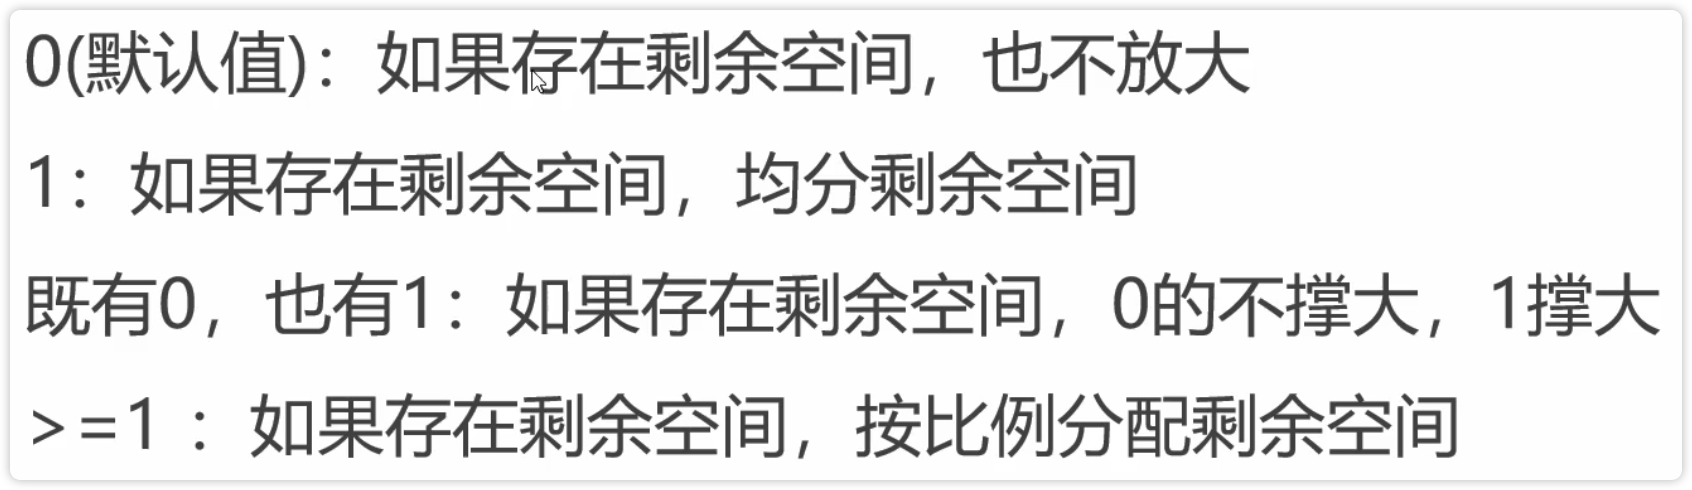 0(默认值)：如果存在剩余空间，也不放大
1：如果存在剩余空间，均分剩余空间
既有0，也有1：如果存在剩余空间，0的不撑大，1撑大
>=1 ：如果存在剩余空间，按比例分配剩余空间